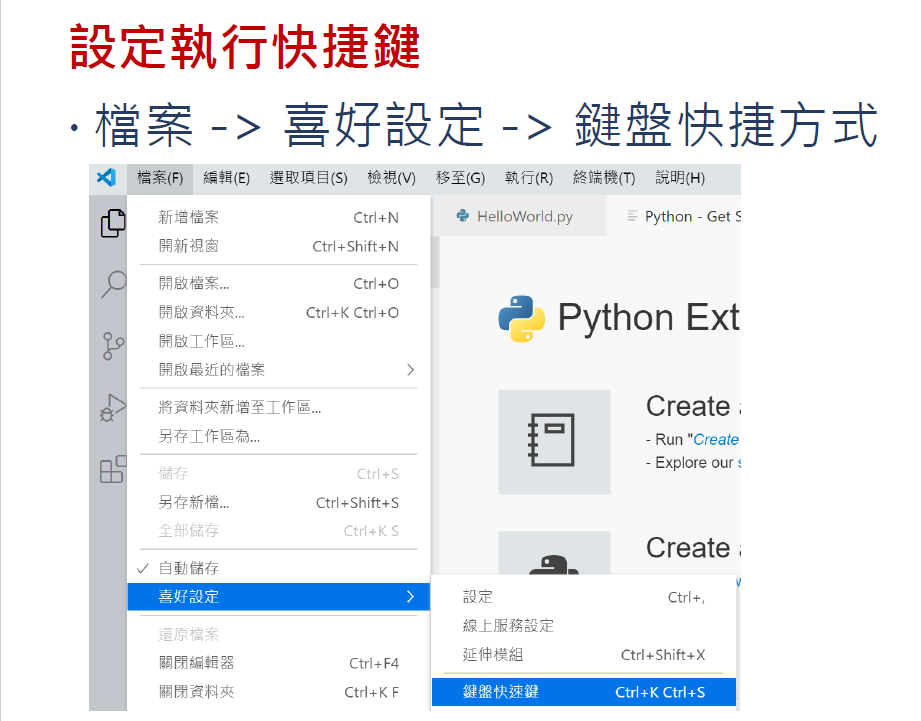 設定執行快捷鍵
• 檔案 -> 喜好設定 -> 鍵盤快捷方式
檔案(F) 編輯(E) 選取項目(S) 檢視(V) 移至(G) 執行(R) 終端機(T) 說明(H)
新增檔案 Ctrl+N
開新視窗 Ctrl+Shift+N
開啟檔案... Ctrl+O
開啟資料夾... Ctrl+K Ctrl+O
開啟工作區...
開啟最近的檔案
將資料夾新增至工作區...
另存工作區為...
儲存 Ctrl+S
另存新檔... Ctrl+Shift+S
全部儲存 Ctrl+K S
自動儲存
喜好設定
還原檔案
關閉編輯器 Ctrl+F4
關閉資料夾 Ctrl+K F
HelloWorld.py Python - Get S
Python Ext
Create
- Run "Create
- Explore our
Create
設定 Ctrl+,
線上服務設定
延伸模組 Ctrl+Shift+X
鍵盤快速鍵 Ctrl+K Ctrl+S